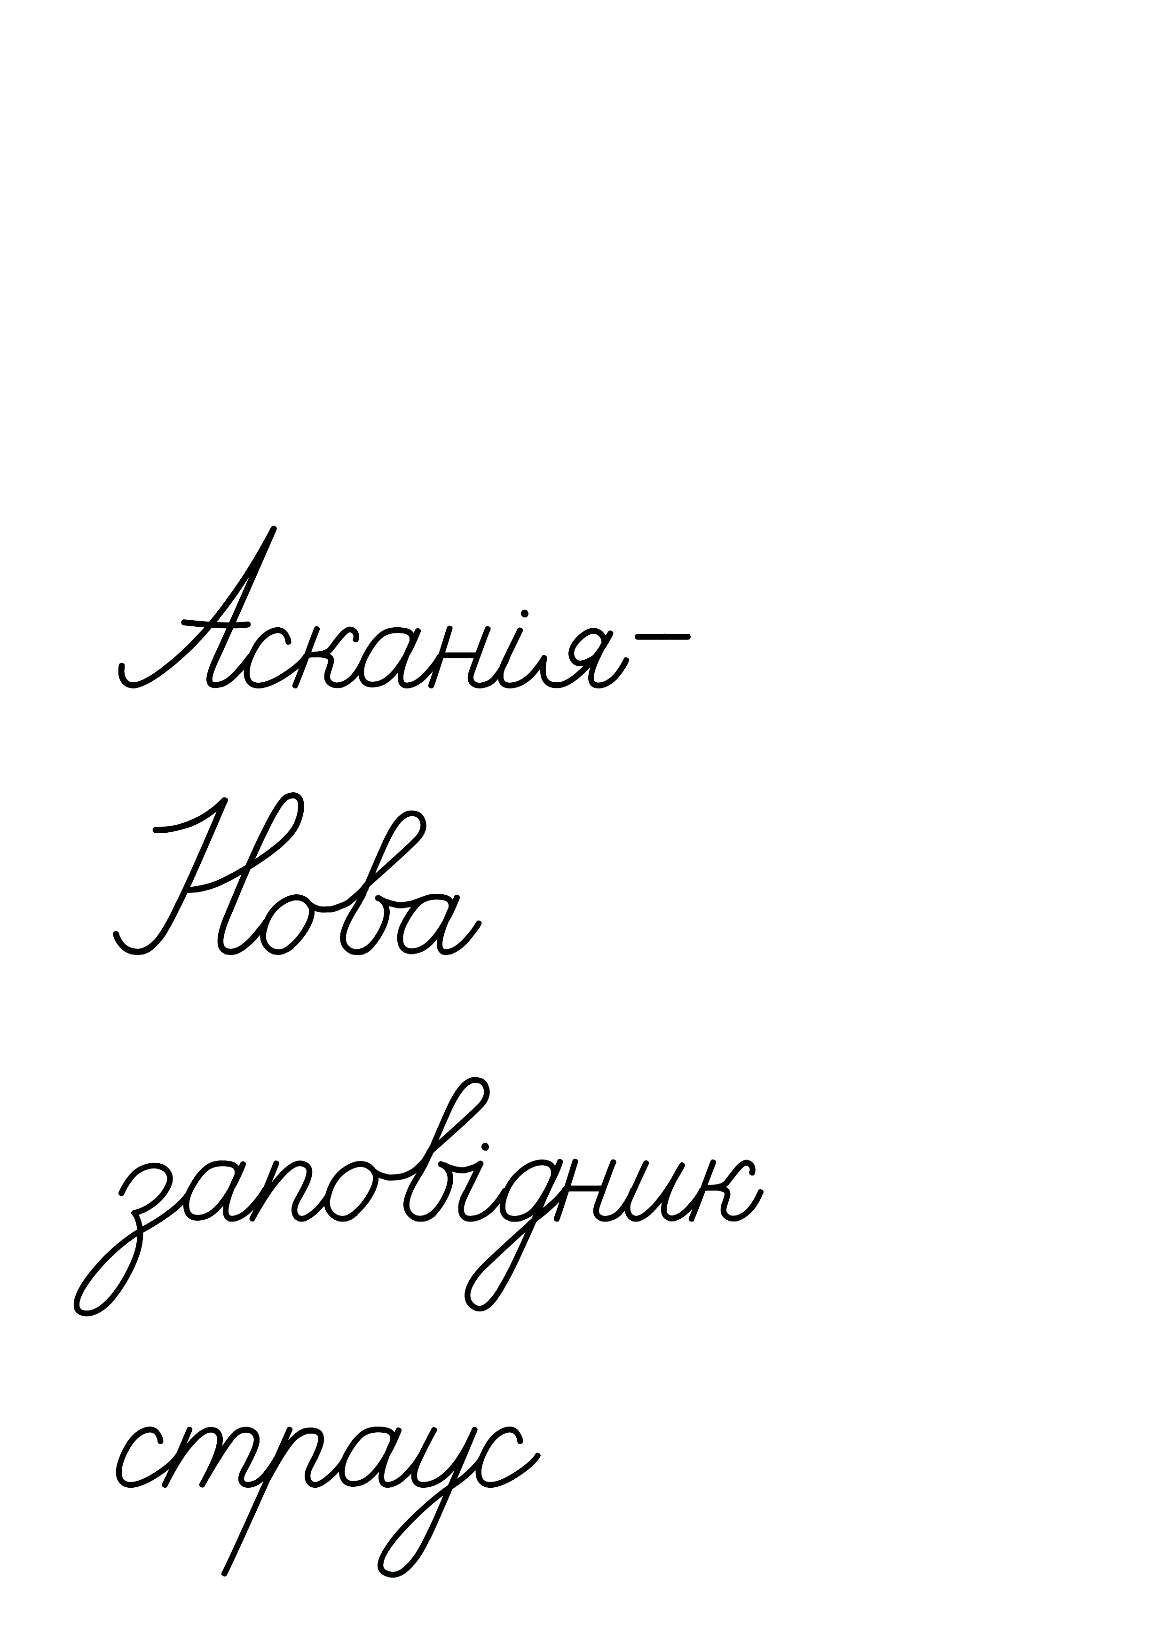 Асканія-
Нова
заповідник
страус